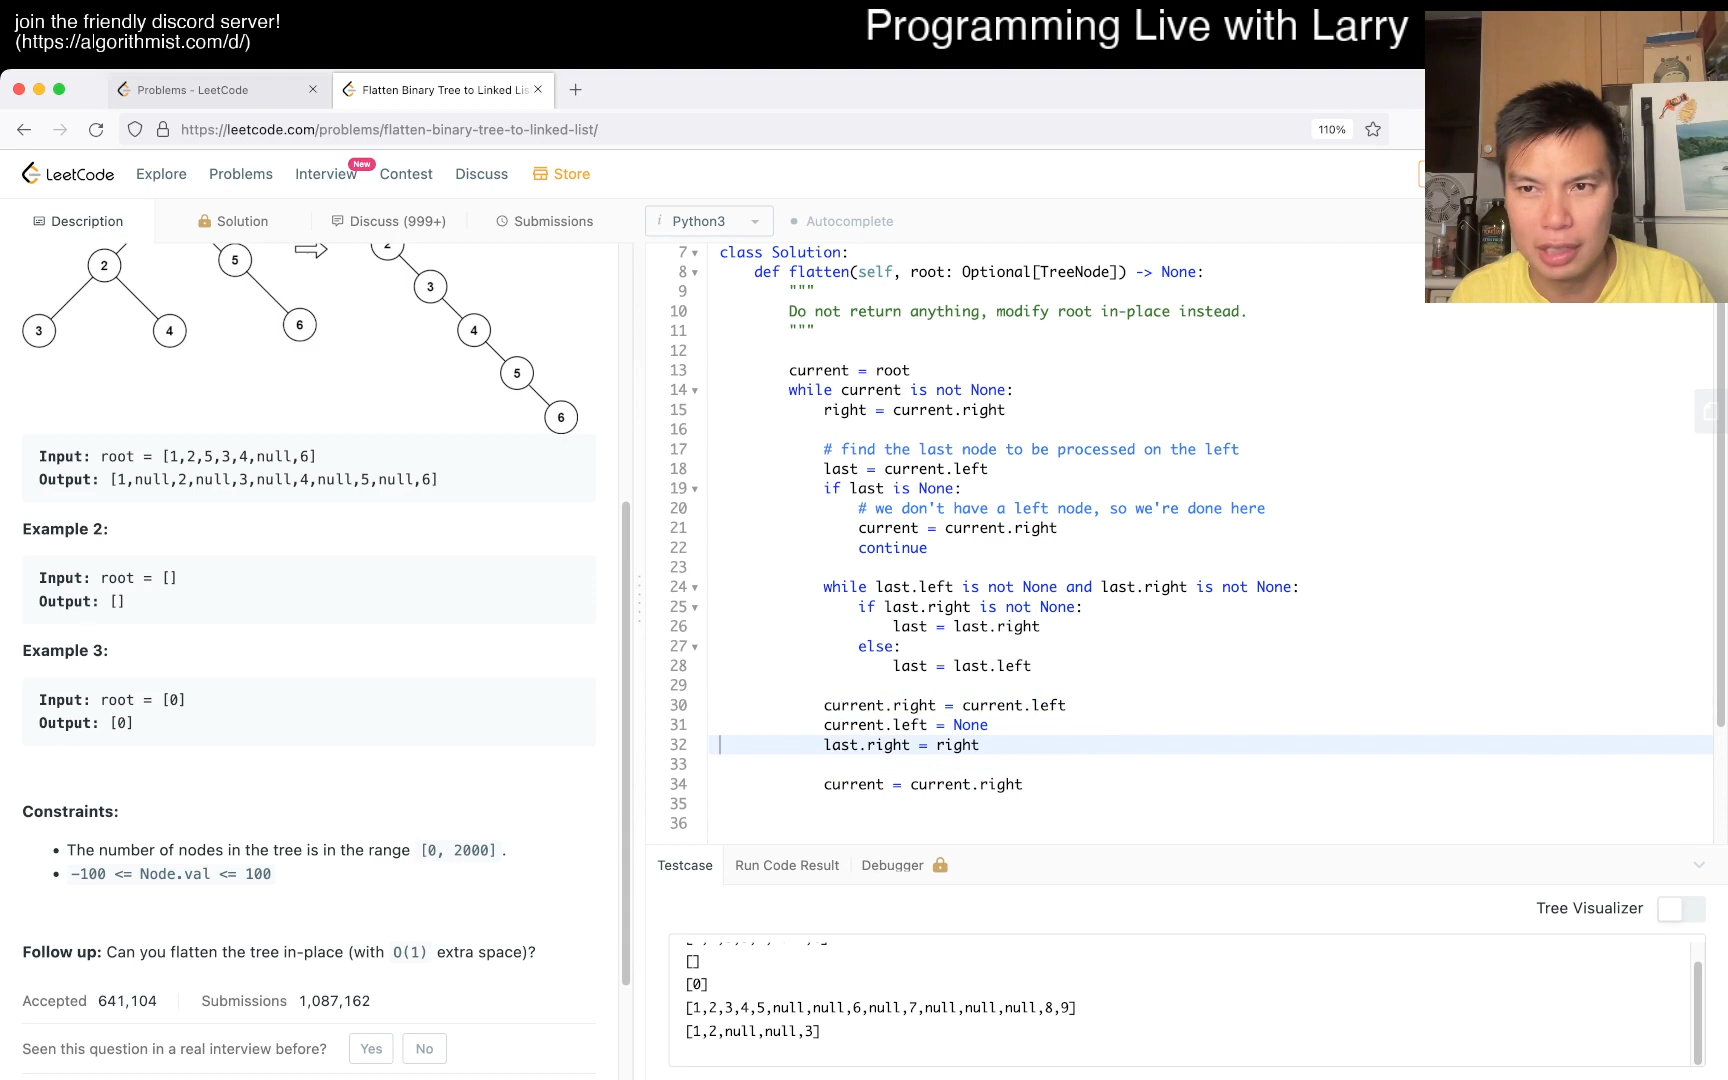 join the friendly discord server!
(https://algorithmist.com/d/)
Programming Live with Larry
Problems - LeetCode
Flatten Binary Tree to Linked Lis
https://leetcode.com/problems/flatten-binary-tree-to-linked-list/
110%
LeetCode
Explore
Problems
Interview
New
Contest
Discuss
Store
Description
Solution
Discuss (999+)
Submissions
i Python3
Autocomplete
2
5
2
3
3
4
6
4
5
6
Input: root = [1,2,5,3,4,null,6]
Output: [1,null,2,null,3,null,4,null,5,null,6]
Example 2:
Input: root = []
Output: []
Example 3:
Input: root = [0]
Output: [0]
Constraints:
• The number of nodes in the tree is in the range [0, 2000].
• -100 <= Node.val <= 100
Follow up: Can you flatten the tree in-place (with O(1) extra space)?
Accepted 641,104 Submissions 1,087,162
Seen this question in a real interview before? Yes No
7 class Solution:
8 def flatten(self, root: Optional[TreeNode]) -> None:
9 """
10 Do not return anything, modify root in-place instead.
11 """
12
13 current = root
14 while current is not None:
15 right = current.right
16
17 # find the last node to be processed on the left
18 last = current.left
19 if last is None:
20 # we don't have a left node, so we're done here
21 current = current.right
22 continue
23
24 while last.left is not None and last.right is not None:
25 if last.right is not None:
26 last = last.right
27 else:
28 last = last.left
29
30 current.right = current.left
31 current.left = None
32 last.right = right
33
34 current = current.right
35
36
Testcase
Run Code Result
Debugger
Tree Visualizer
[]
[0]
[1,2,3,4,5,null,null,6,null,7,null,null,null,8,9]
[1,2,null,null,3]